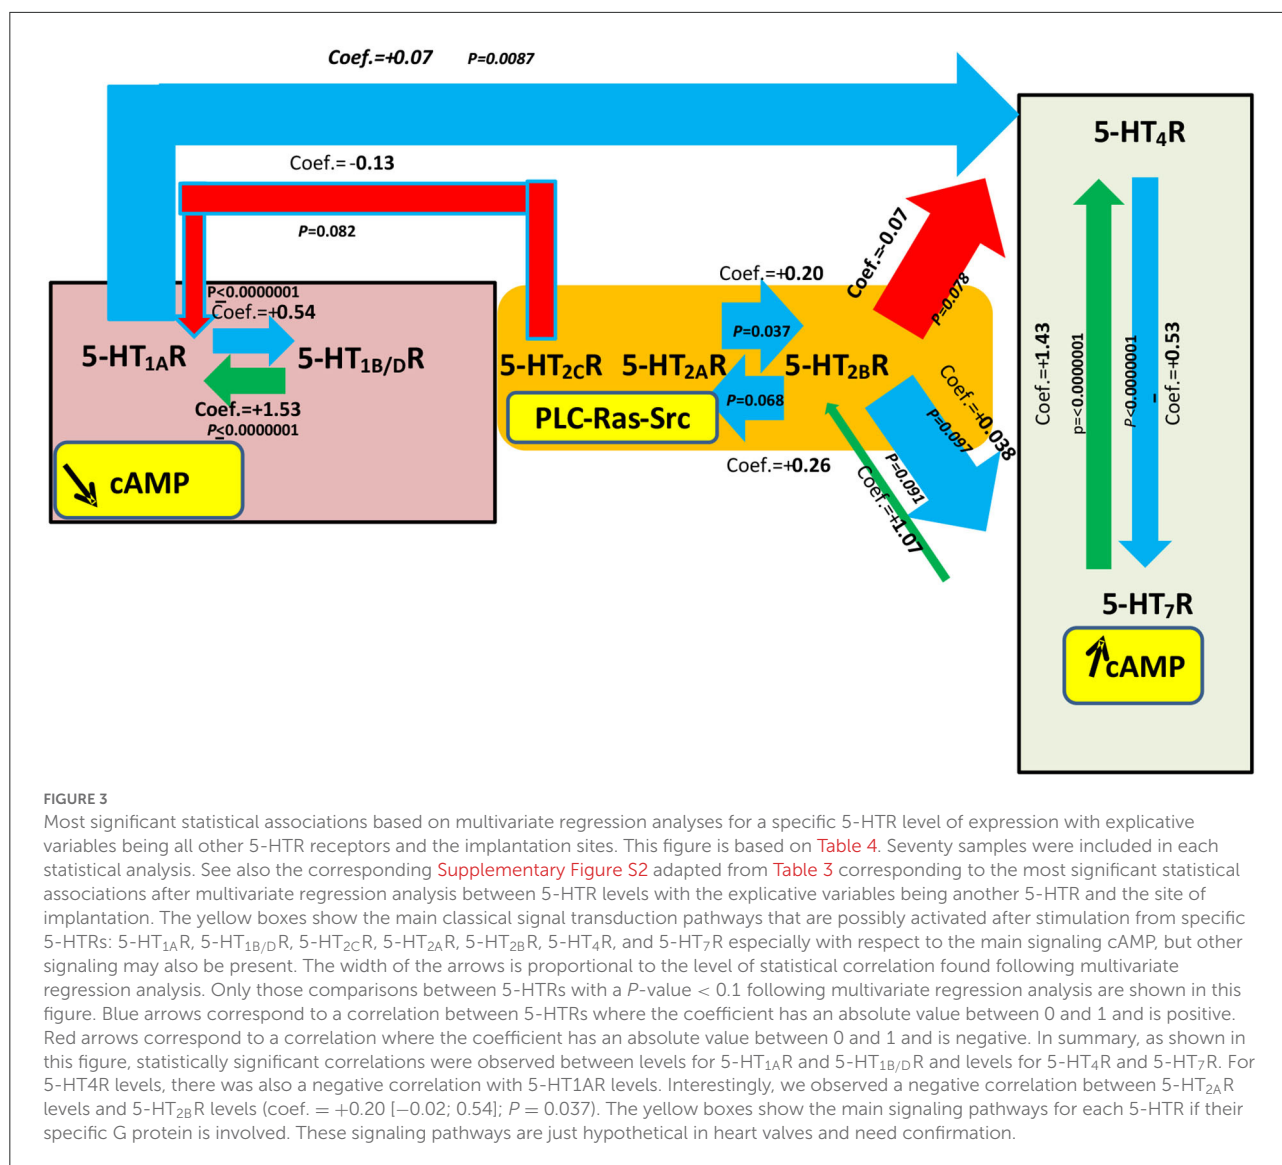 Coef.=+0.07 P=0.0087
5-HT4R
Coef.= -0.13
P=0.082
Coef.=-0.07
P=0.078
Coef.=+0.20
P<0.0000001
Coef.=+0.54
P=0.037
5-HT1AR 5-HT1B/DR
5-HT2CR 5-HT2AR 5-HT2BR
Coef.=+1.43
p=<0.0000001
P<0.0000001
Coef.=+0.53
P=0.068
Coef.=+1.53
P<0.0000001
PLC-Ras-Src
Coef.=+0.038
P=0.097
Coef.=+0.26
P=0.091
Coef.=+1.07
cAMP
5-HT7R
cAMP
FIGURE 3
Most significant statistical associations based on multivariate regression analyses for a specific 5-HTR level of expression with explicative
variables being all other 5-HTR receptors and the implantation sites. This figure is based on Table 4. Seventy samples were included in each
statistical analysis. See also the corresponding Supplementary Figure S2 adapted from Table 3 corresponding to the most significant statistical
associations after multivariate regression analysis between 5-HTR levels with the explicative variables being another 5-HTR and the site of
implantation. The yellow boxes show the main classical signal transduction pathways that are possibly activated after stimulation from specific
5-HTRs: 5-HT1AR, 5-HT1B/DR, 5-HT2CR, 5-HT2AR, 5-HT2BR, 5-HT4R, and 5-HT7R especially with respect to the main signaling cAMP, but other
signaling may also be present. The width of the arrows is proportional to the level of statistical correlation found following multivariate
regression analysis. Only those comparisons between 5-HTRs with a P-value < 0.1 following multivariate regression analysis are shown in this
figure. Blue arrows correspond to a correlation between 5-HTRs where the coefficient has an absolute value between 0 and 1 and is positive.
Red arrows correspond to a correlation where the coefficient has an absolute value between 0 and 1 and is negative. In summary, as shown in
this figure, statistically significant correlations were observed between levels for 5-HT1AR and 5-HT1B/DR and levels for 5-HT4R and 5-HT7R. For
5-HT4R levels, there was also a negative correlation with 5-HT1AR levels. Interestingly, we observed a negative correlation between 5-HT2AR
levels and 5-HT2BR levels (coef. = +0.20 [−0.02; 0.54]; P = 0.037). The yellow boxes show the main signaling pathways for each 5-HTR if their
specific G protein is involved. These signaling pathways are just hypothetical in heart valves and need confirmation.